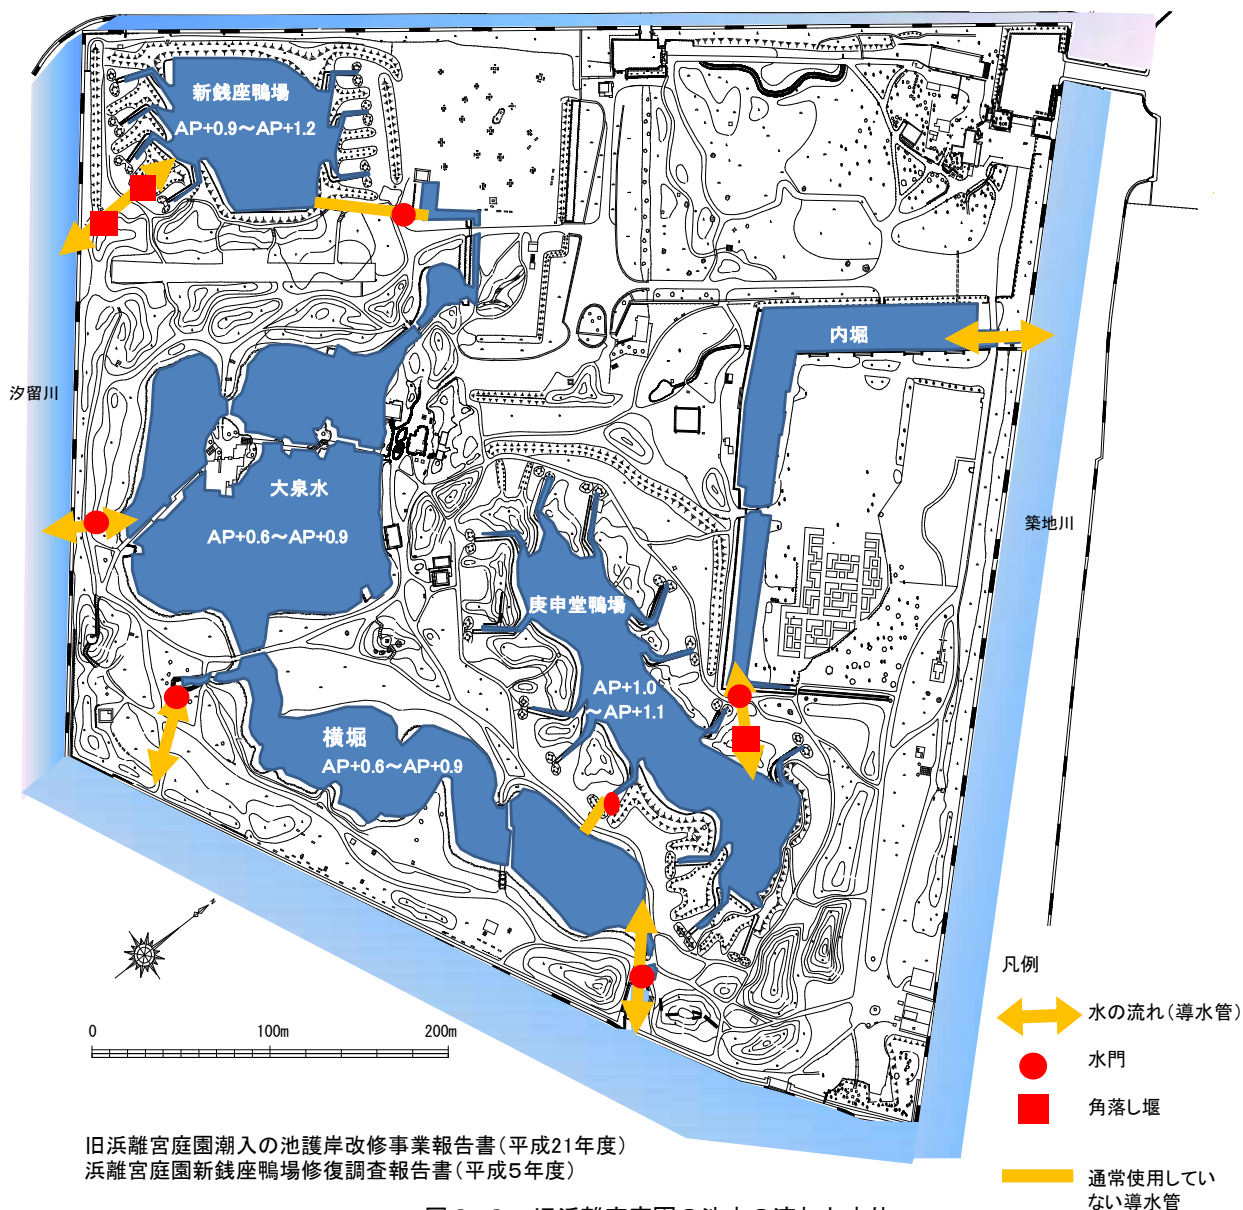 新銭座鴨場
AP+0.9～AP+1.2
内堀
汐留川
大泉水
AP+0.6～AP+0.9
築地川
庚申堂鴨場
AP+1.0
～AP+1.1
横堀
AP+0.6～AP+0.9
凡例
水の流れ（導水管）
水門
角落し堰
通常使用してい
ない導水管
0 100m 200m
旧浜離宮庭園潮入の池護岸改修事業報告書（平成21年度）
浜離宮庭園新銭座鴨場修復調査報告書（平成５年度）